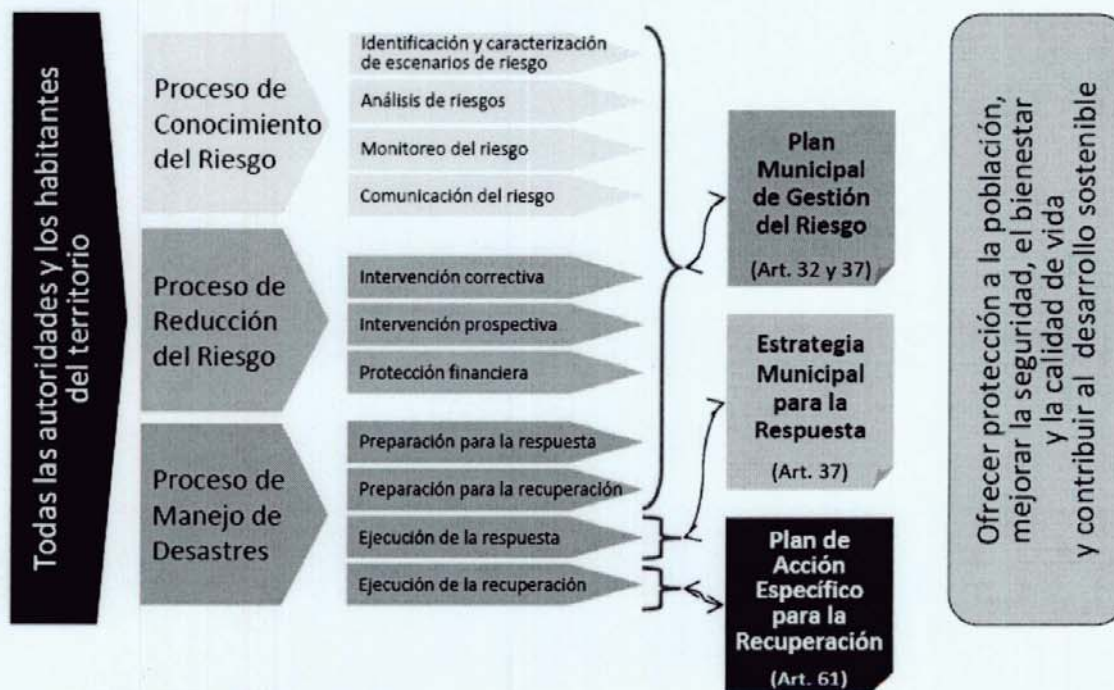 Todas las autoridades y los habitantes
del territorio
Proceso de
Conocimiento
del Riesgo
Identificación y caracterización
de escenarios de riesgo
Análisis de riesgos
Monitoreo del riesgo
Comunicación del riesgo
Proceso de
Reducción
del Riesgo
Intervención correctiva
Intervención prospectiva
Protección financiera
Proceso de
Manejo de
Desastres
Preparación para la respuesta
Preparación para la recuperación
Ejecución de la respuesta
Ejecución de la recuperación
Plan
Municipal
de Gestión
del Riesgo
(Art. 32 y 37)
Estrategia
Municipal
para la
Respuesta
(Art. 37)
Plan de
Acción
Específico
para la
Recuperación
(Art. 61)
Ofrecer protección a la población,
mejorar la seguridad, el bienestar
y la calidad de vida
y contribuir al desarrollo sostenible